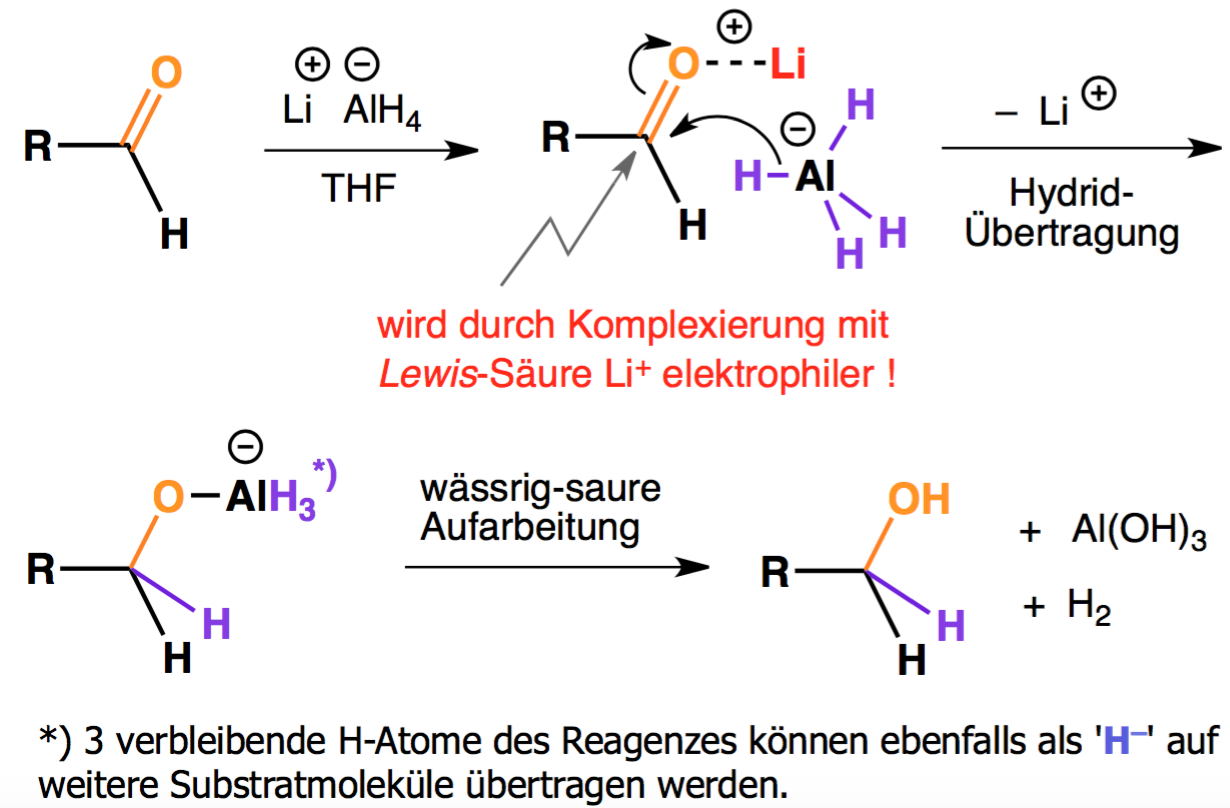 O
R
H
⊕ ⊖
Li AlH₄
THF
⊕
O---Li
R
H
⊖
H
H–Al
H
H
– Li ⊕
Hydrid-
Übertragung
wird durch Komplexierung mit
Lewis-Säure Li⁺ elektrophiler !
⊖
O–AlH₃*)
R
H
H
wässrig-saure
Aufarbeitung
OH
R
H
H
+ Al(OH)₃
+ H₂
*) 3 verbleibende H-Atome des Reagenzes können ebenfalls als 'H⁻' auf
weitere Substratmoleküle übertragen werden.